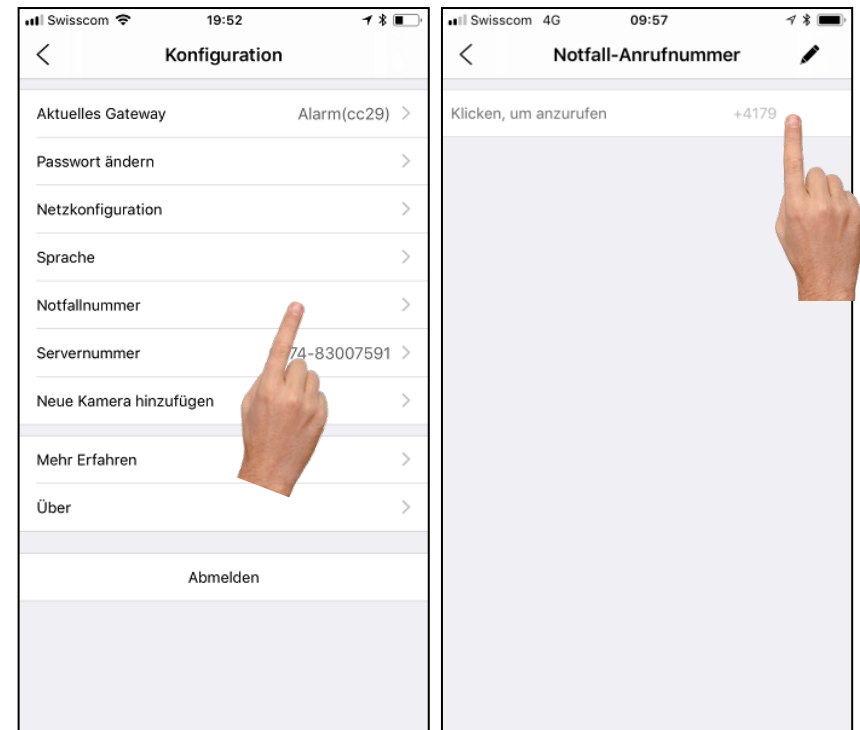 Swisscom 19:52
Konfiguration
Aktuelles Gateway Alarm(cc29)
Passwort ändern
Netzkonfiguration
Sprache
Notfallnummer
Servernummer 74-83007591
Neue Kamera hinzufügen
Mehr Erfahren
Über
Abmelden
Swisscom 4G 09:57
Notfall-Anrufnummer
Klicken, um anzurufen +4179